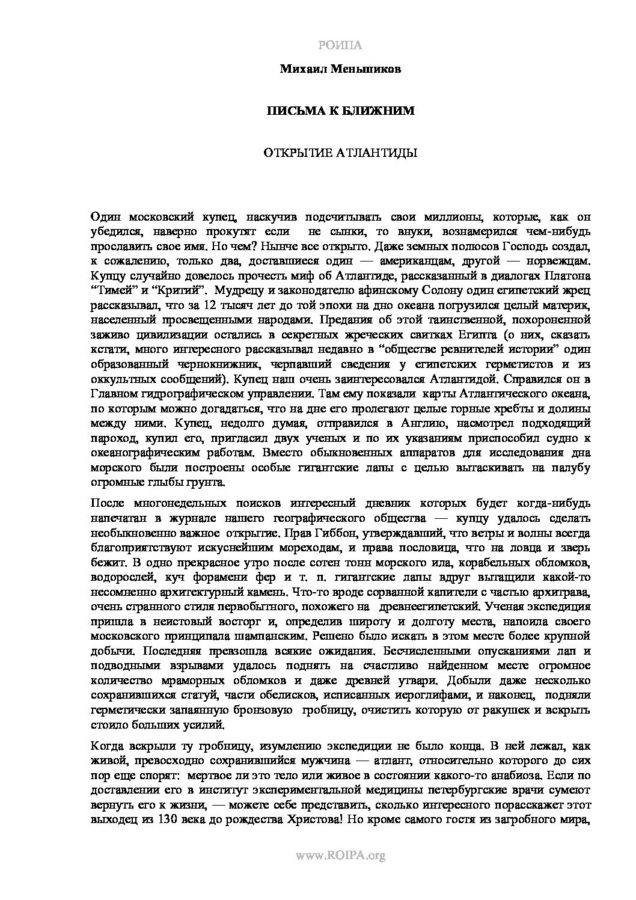 РОИПА
Михаил Меньшиков
ПИСЬМА К БЛИЖНИМ
ОТКРЫТИЕ АТЛАНТИДЫ
Один московский купец, наскучив подсчитывать свои миллионы, которые, как он
убедился, наверно прокутят если не сынки, то внуки, вознамерился чем-нибудь
прославить свое имя. Но чем? Нынче все открыто. Даже земных полюсов Господь создал,
к сожалению, только два, доставшиеся один — американцам, другой — норвежцам.
Купцу случайно довелось прочесть миф об Атлантиде, рассказанный в диалогах Платона
“Тимей” и “Критий”. Мудрецу и законодателю афинскому Солону один египетский жрец
рассказывал, что за 12 тысяч лет до той эпохи на дно океана погрузился целый материк,
населенный просвещенными народами. Предания об этой таинственной, похороненной
заживо цивилизации остались в секретных жреческих свитках Египта (о них, сказать
кстати, много интересного рассказывал недавно в “обществе ревнителей истории” один
образованный чернокнижник, черпавший сведения у египетских герметистов и из
оккультных сообщений). Купец наш очень заинтересовался Атлантидой. Справился он в
Главном гидрографическом управлении. Там ему показали карты Атлантического океана,
по которым можно догадаться, что на дне его пролегают целые горные хребты и долины
между ними. Купец, недолго думая, отправился в Англию, насмотрел подходящий
пароход, купил его, пригласил двух ученых и по их указаниям приспособил судно к
океанографическим работам. Вместо обыкновенных аппаратов для исследования дна
морского были построены особые гигантские лапы с целью вытаскивать на палубу
огромные глыбы грунта.
После многонедельных поисков интересный дневник которых будет когда-нибудь
напечатан в журнале нашего географического общества — купцу удалось сделать
необыкновенно важное открытие. Прав Гиббон, утверждавший, что ветры и волны всегда
благоприятствуют искуснейшим мореходам, и права пословица, что на ловца и зверь
бежит. В одно прекрасное утро после сотен тонн морского ила, корабельных обломков,
водорослей, куч форамени фер и т. п. гигантские лапы вдруг вытащили какой-то
несомненно архитектурный камень. Что-то вроде сорванной капители с частью архитрава,
очень странного стиля первобытного, похожего на древнеегипетский. Ученая экспедиция
пришла в неистовый восторг и, определив широту и долготу места, напоила своего
московского принципала шампанским. Решено было искать в этом месте более крупной
добычи. Последняя превзошла всякие ожидания. Бесчисленными опусканиями лап и
подводными взрывами удалось поднять на счастливо найденном месте огромное
количество мраморных обломков и даже древней утвари. Добыли даже несколько
сохранившихся статуй, части обелисков, исписанных иероглифами, и наконец, подняли
герметически запаянную бронзовую гробницу, очистить которую от ракушек и вскрыть
стоило больших усилий.
Когда вскрыли ту гробницу, изумлению экспедиции не было конца. В ней лежал, как
живой, превосходно сохранившийся мужчина — атлант, относительно которого до сих
пор еще спорят: мертвое ли это тело или живое в состоянии какого-то анабиоза. Если по
доставлении его в институт экспериментальной медицины петербургские врачи сумеют
вернуть его к жизни, — можете себе представить, сколько интересного порасскажет этот
выходец из 130 века до рождества Христова! Но кроме самого гостя из загробного мира,
www.ROIPA.org